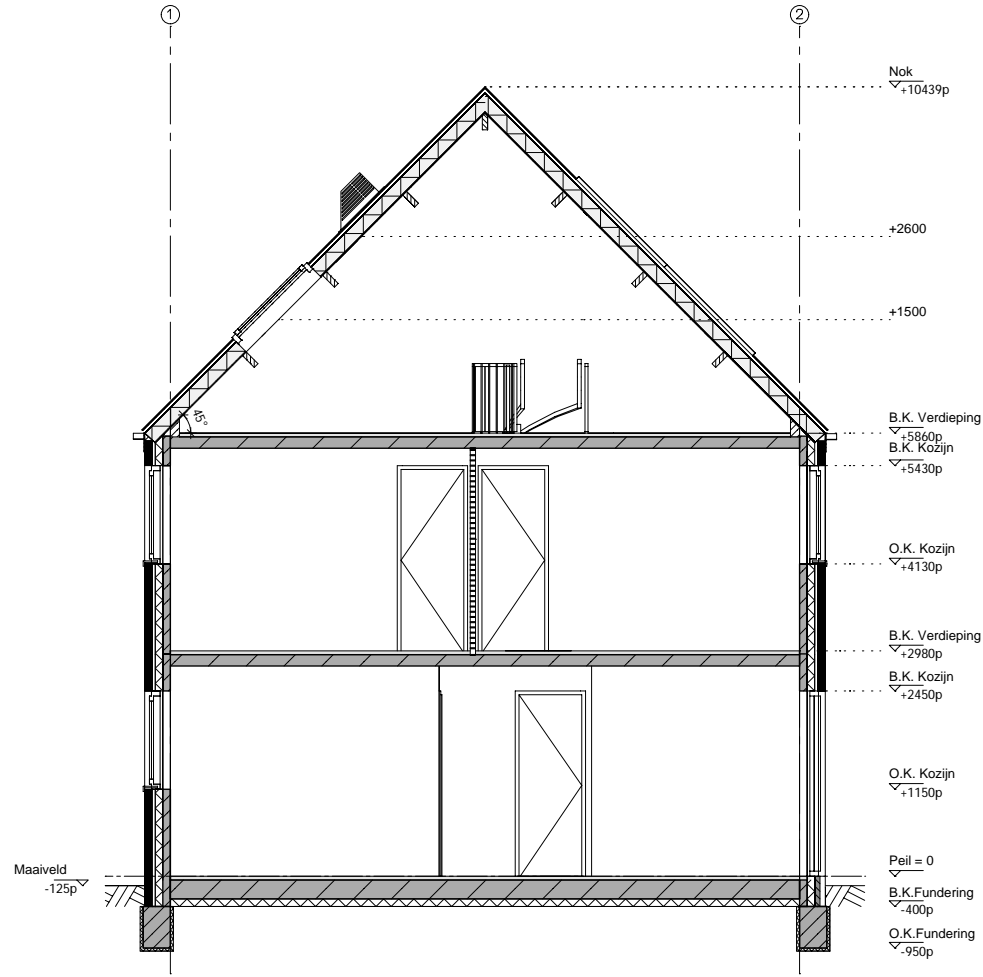 1
2
Nok
+10439p
+2600
+1500
45°
B.K. Verdieping
+5860p
B.K. Kozijn
+5430p
O.K. Kozijn
+4130p
B.K. Verdieping
+2980p
B.K. Kozijn
+2450p
O.K. Kozijn
+1150p
Maaiveld
-125p
Peil = 0
B.K.Fundering
-400p
O.K.Fundering
-950p